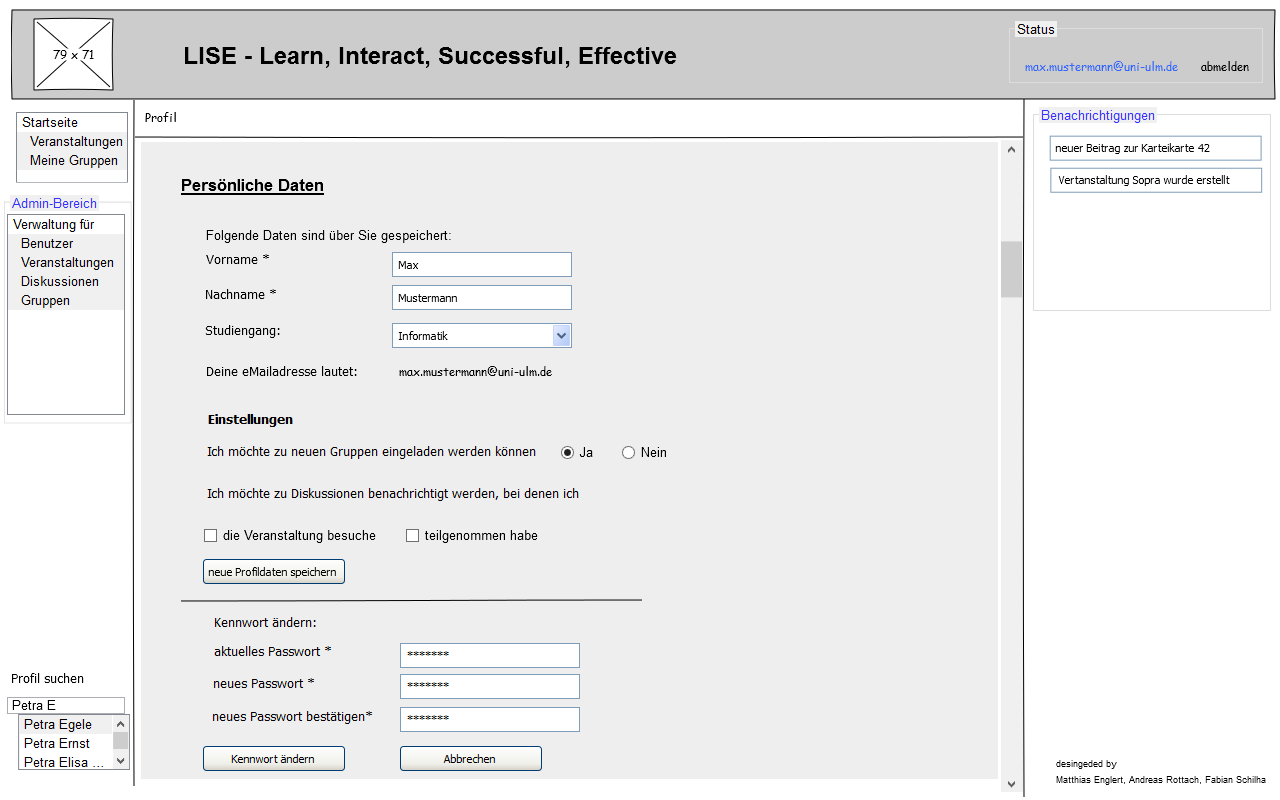 79 x 71
LISE - Learn, Interact, Successful, Effective
Status
max.mustermann@uni-ulm.de abmelden
Startseite
Veranstaltungen
Meine Gruppen
Admin-Bereich
Verwaltung für
Benutzer
Veranstaltungen
Diskussionen
Gruppen
Profil suchen
Petra E
Petra Egele
Petra Ernst
Petra Elisa ...
Profil
Persönliche Daten
Folgende Daten sind über Sie gespeichert:
Vorname * Max
Nachname * Mustermann
Studiengang: Informatik
Deine eMailadresse lautet: max.mustermann@uni-ulm.de
Einstellungen
Ich möchte zu neuen Gruppen eingeladen werden können Ja Nein
Ich möchte zu Diskussionen benachrichtigt werden, bei denen ich
die Veranstaltung besuche teilgenommen habe
neue Profildaten speichern
Kennwort ändern:
aktuelles Passwort * *******
neues Passwort * *******
neues Passwort bestätigen* *******
Kennwort ändern Abbrechen
Benachrichtigungen
neuer Beitrag zur Karteikarte 42
Vertanstaltung Sopra wurde erstellt
desingeded by
Matthias Englert, Andreas Rottach, Fabian Schilha